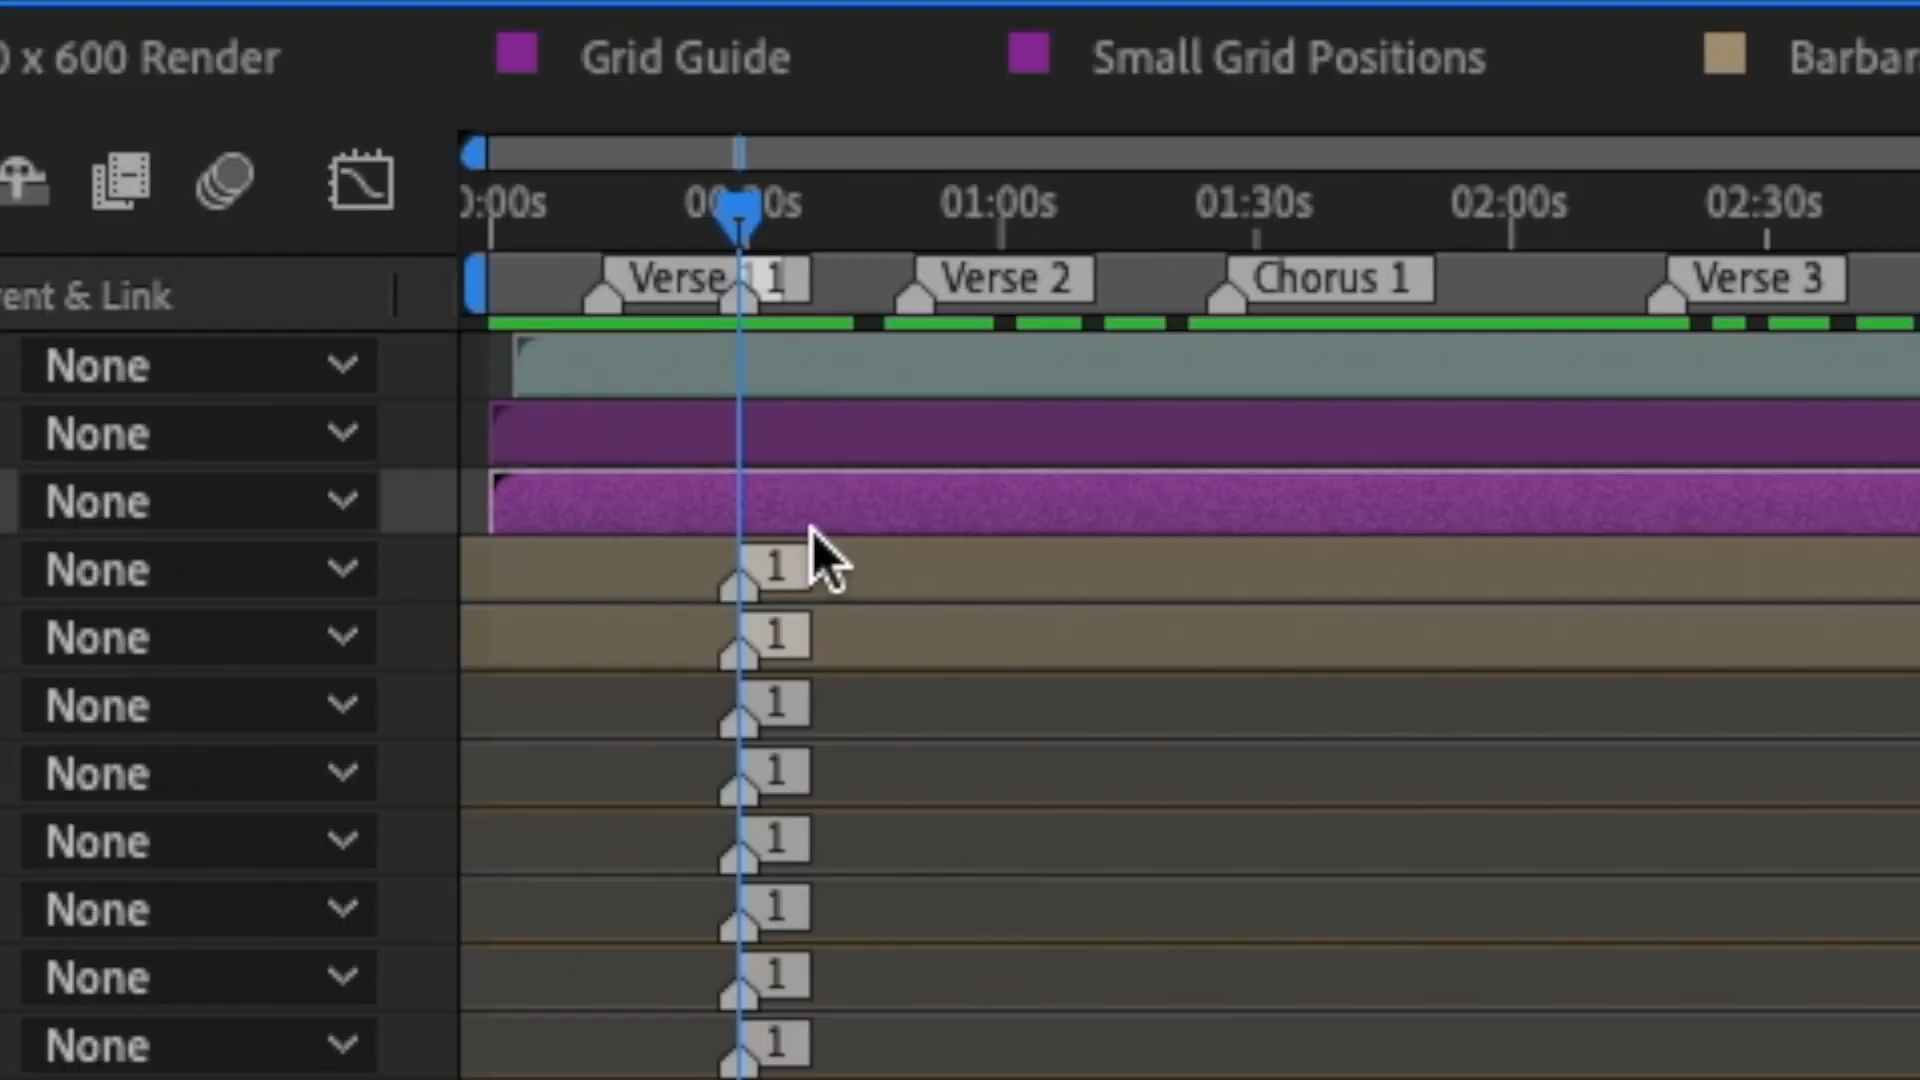 0 x 600 Render Grid Guide Small Grid Positions Barbar
0:00s 00:30s 01:00s 01:30s 02:00s 02:30s
Verse 1 1 Verse 2 Chorus 1 Verse 3
rent & Link
None
None
None
None 1
None 1
None 1
None 1
None 1
None 1
None 1
None 1